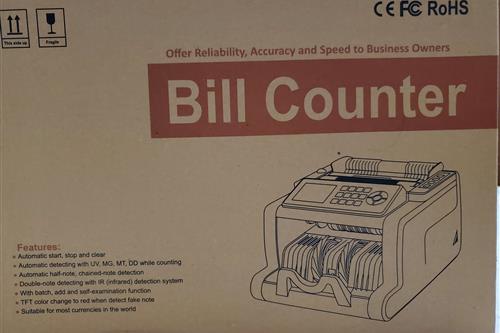 CE FC RoHS
This side up
Fragile
Offer Reliability, Accuracy and Speed to Business Owners
Bill Counter
Features:
Automatic start, stop and clear
Automatic detecting with UV, MG, MT, DD while counting
Automatic half-note, chained-note detection
Double-note detecting with IR (infrared) detection system
With batch, add and self-examination function
TFT color change to red when detect fake note
Suitable for most currencies in the world